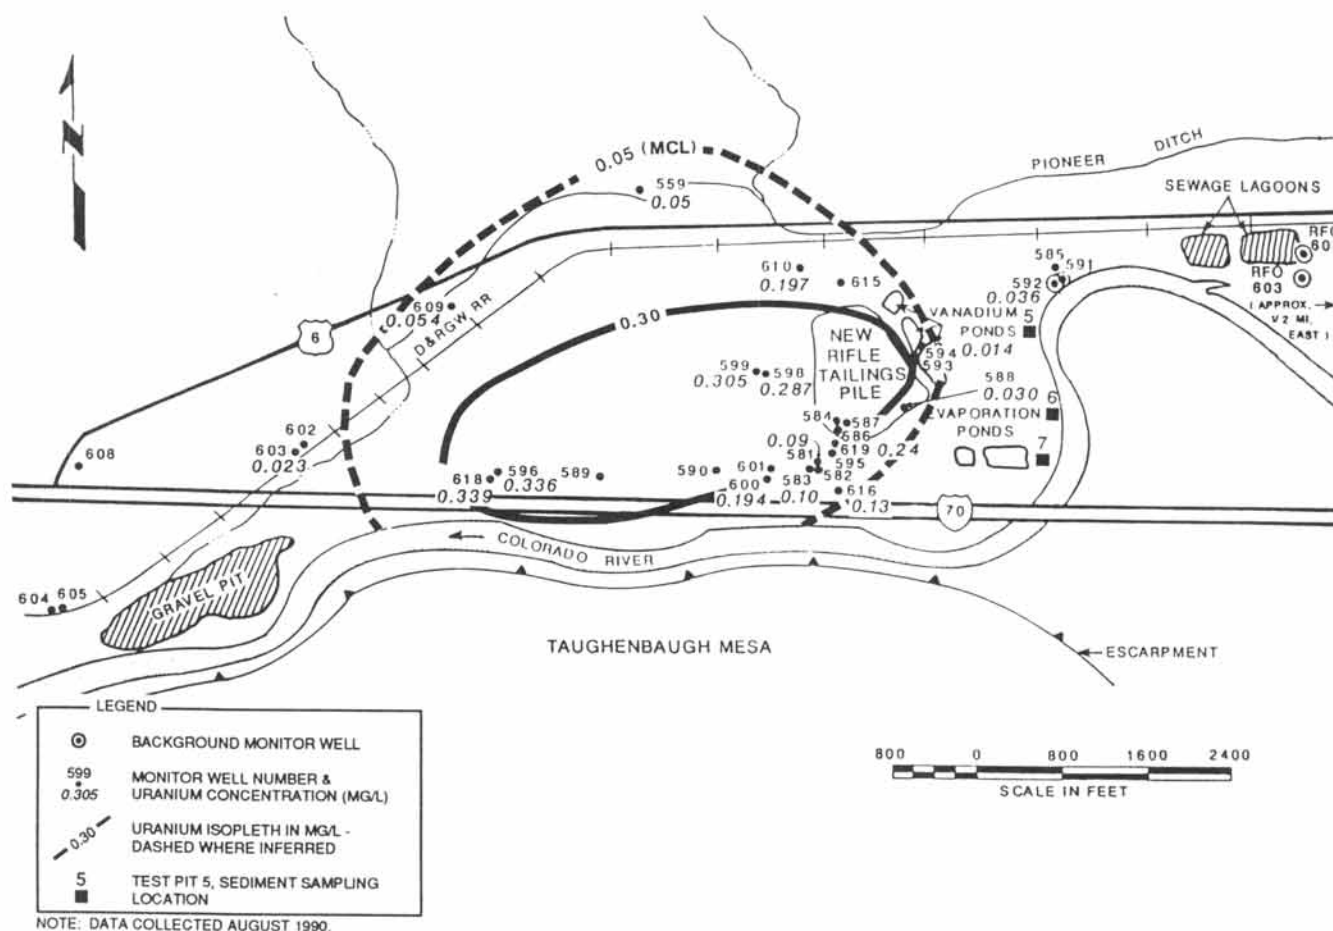 N
0.05 (MCL)
559
0.05
PIONEER DITCH
SEWAGE LAGOONS
RFO
603
( APPROX.
1/2 MI,
EAST )
585
591
592
0.036
610
0.197
615
609
0.054
D&RGW RR
6
0.30
VANADIUM
PONDS
5
0.014
NEW
RIFLE
TAILINGS
PILE
594
593
599
0.305
598
0.287
588
0.030
6
EVAPORATION
PONDS
7
584
587
586
0.09
619
0.24
581
595
582
602
603
0.023
608
618
0.339
596
0.336
589
590
601
600
0.194
583
0.10
616
0.13
70
COLORADO RIVER
GRAVEL PIT
604
605
TAUGHENBAUGH MESA
ESCARPMENT
LEGEND
BACKGROUND MONITOR WELL
599
0.305
MONITOR WELL NUMBER &
URANIUM CONCENTRATION (MG/L)
0.30
URANIUM ISOPLETH IN MG/L -
DASHED WHERE INFERRED
5
TEST PIT 5, SEDIMENT SAMPLING
LOCATION
NOTE: DATA COLLECTED AUGUST 1990.
800 0 800 1600 2400
SCALE IN FEET